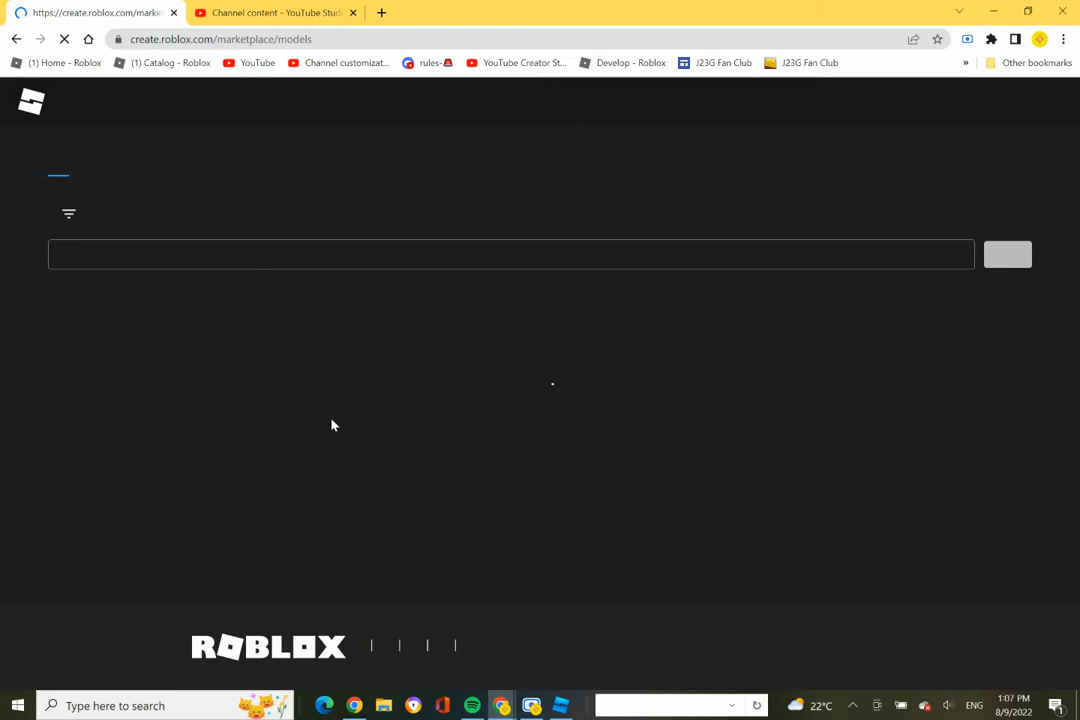 https://create.roblox.com/market
Channel content - YouTube Stud
create.roblox.com/marketplace/models
(1) Home - Roblox
(1) Catalog - Roblox
YouTube
Channel customizat...
rules-
YouTube Creator St...
Develop - Roblox
J23G Fan Club
J23G Fan Club
»
Other bookmarks
ROBLOX
Type here to search
22°C
ENG
1:07 PM
8/9/2022
1